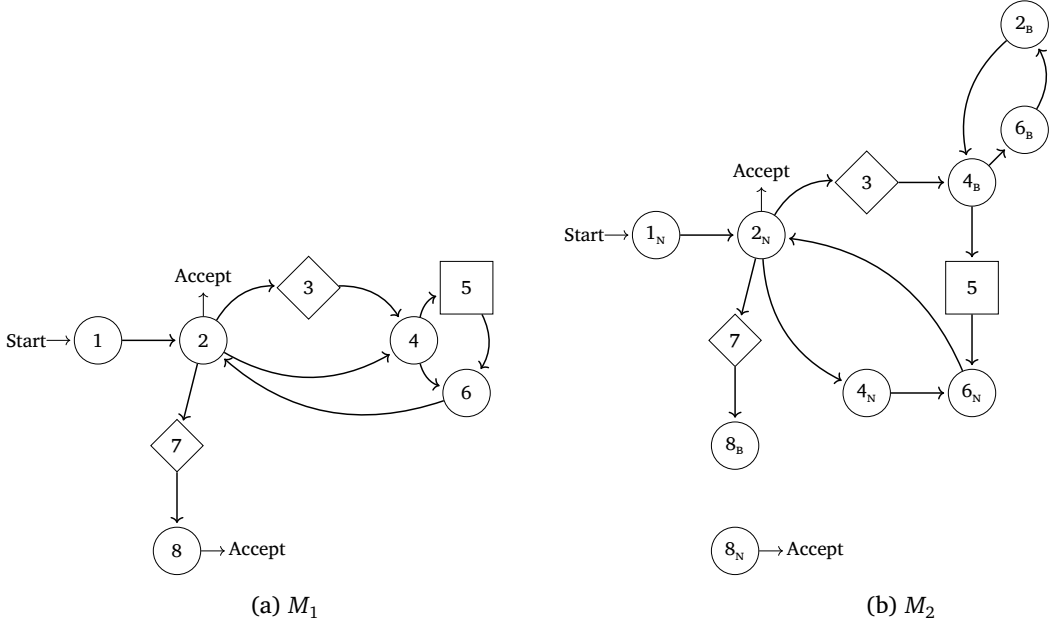 2B
6B
Accept
3
4B
Start
1N
2N
Accept
3
5
5
7
Start
1
2
4
6
4N
6N
7
8B
8
Accept
8N
Accept
(a) M1
(b) M2